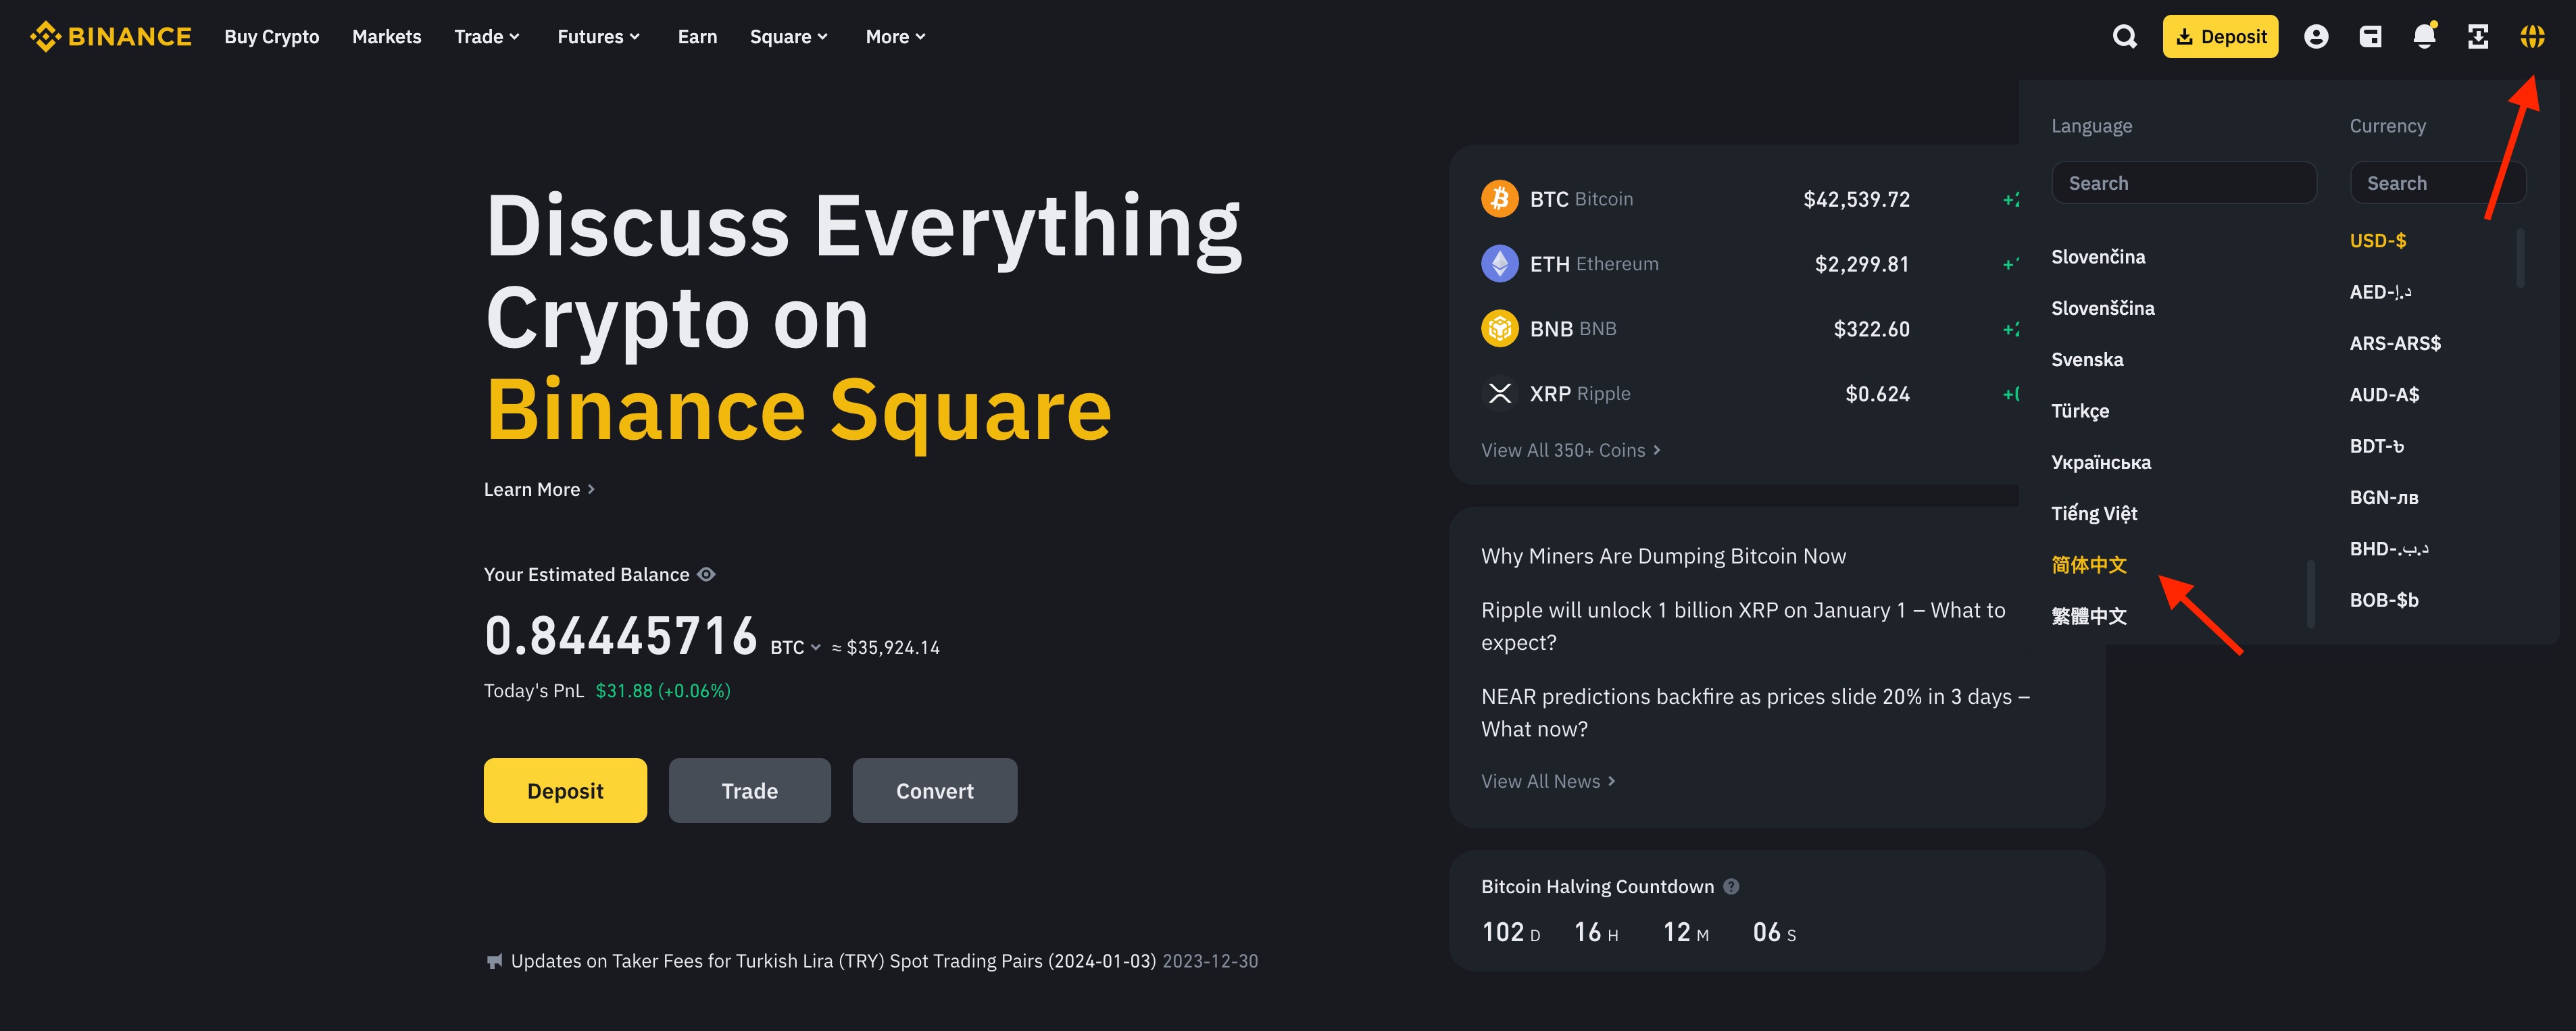 BINANCE Buy Crypto Markets Trade Futures Earn Square More Deposit
Discuss Everything
Crypto on
Binance Square
Learn More
Your Estimated Balance
0.84445716 BTC ≈ $35,924.14
Today's PnL $31.88 (+0.06%)
Deposit Trade Convert
Updates on Taker Fees for Turkish Lira (TRY) Spot Trading Pairs (2024-01-03) 2023-12-30
BTC Bitcoin $42,539.72
ETH Ethereum $2,299.81
BNB BNB $322.60
XRP Ripple $0.624
View All 350+ Coins
Why Miners Are Dumping Bitcoin Now
Ripple will unlock 1 billion XRP on January 1 – What to
expect?
NEAR predictions backfire as prices slide 20% in 3 days –
What now?
View All News
Bitcoin Halving Countdown
102 D 16 H 12 M 06 S
Language
Search
Slovenčina
Slovenščina
Svenska
Türkçe
Українська
Tiếng Việt
简体中文
繁體中文
Currency
Search
USD-$
AED-د.إ
ARS-ARS$
AUD-A$
BDT-৳
BGN-лв
BHD-.د.ب
BOB-$b